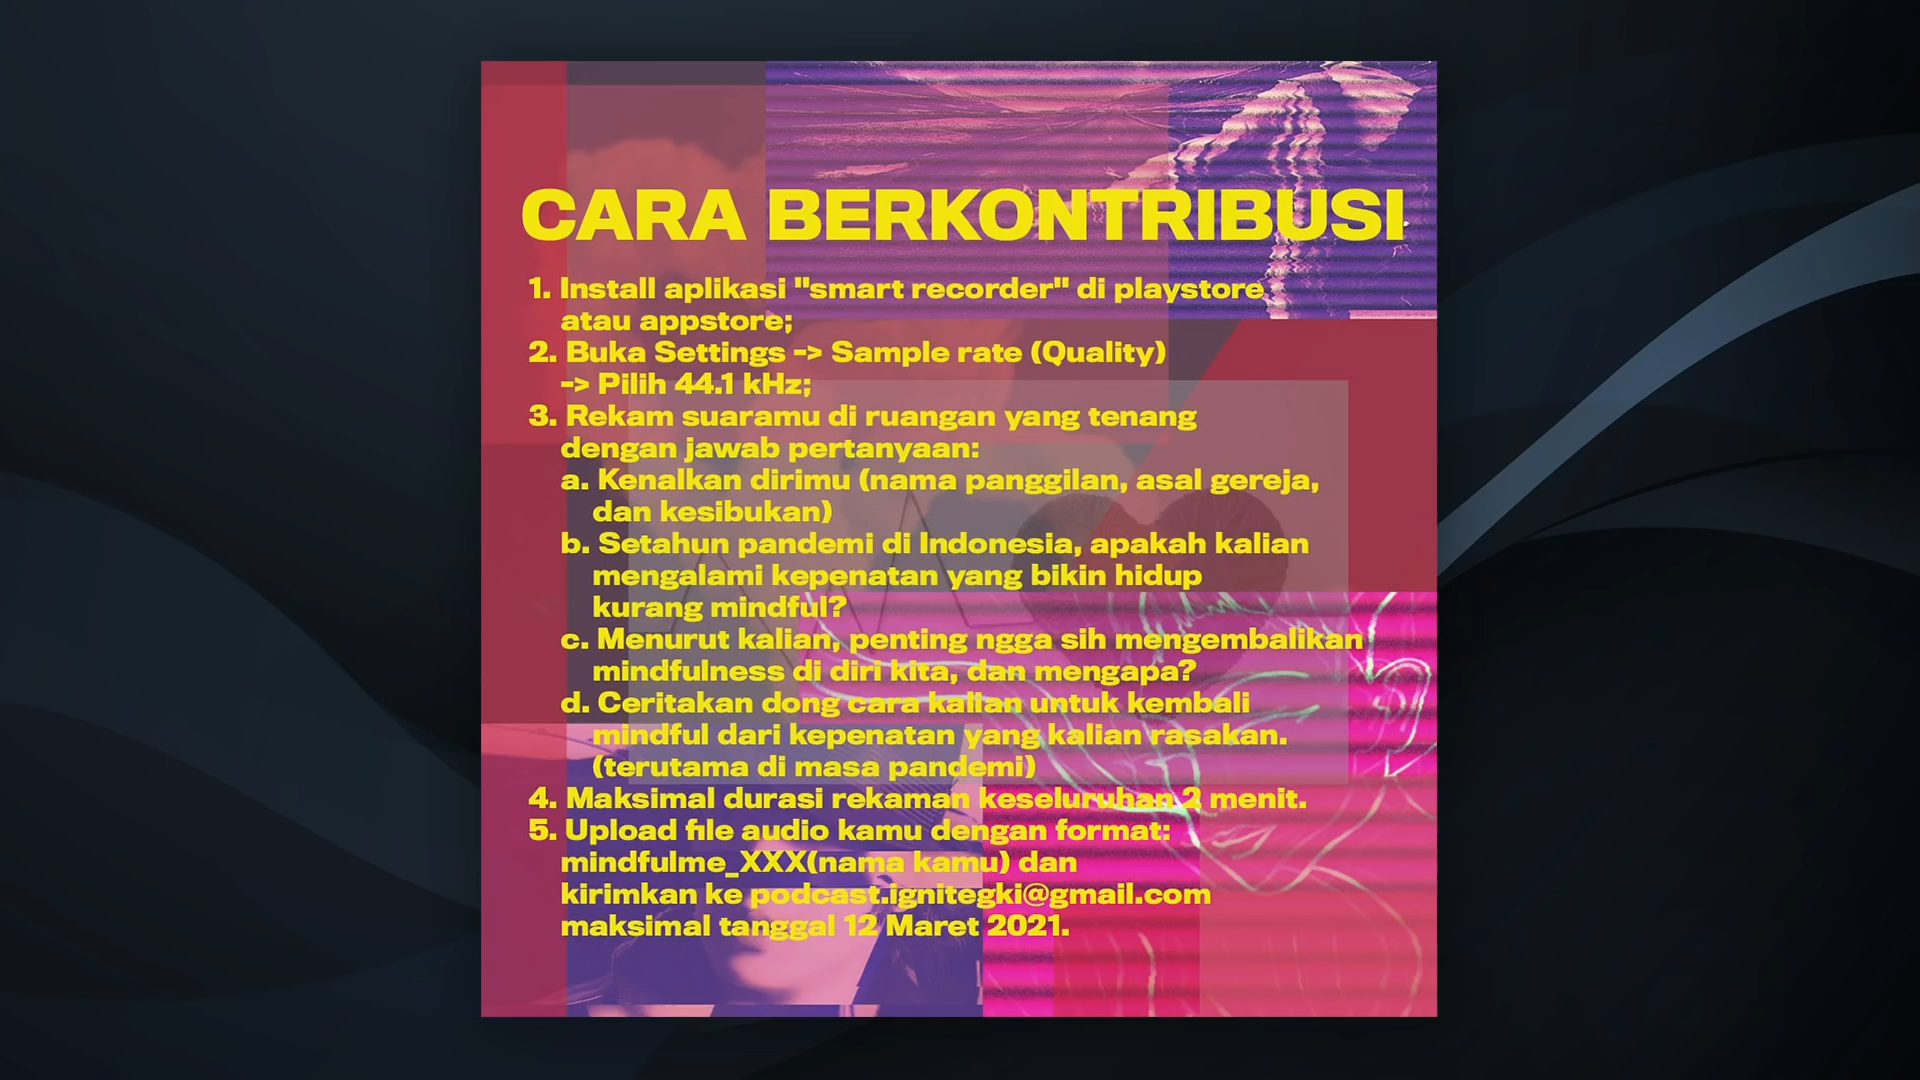 CARA BERKONTRIBUSI
1. Install aplikasi "smart recorder" di playstore
atau appstore;
2. Buka Settings -> Sample rate (Quality)
-> Pilih 44.1 kHz;
3. Rekam suaramu di ruangan yang tenang
dengan jawab pertanyaan:
a. Kenalkan dirimu (nama panggilan, asal gereja,
dan kesibukan)
b. Setahun pandemi di Indonesia, apakah kalian
mengalami kepenatan yang bikin hidup
kurang mindful?
c. Menurut kalian, penting ngga sih mengembalikan
mindfulness di diri kita, dan mengapa?
d. Ceritakan dong cara kalian untuk kembali
mindful dari kepenatan yang kalian rasakan.
(terutama di masa pandemi)
4. Maksimal durasi rekaman keseluruhan 2 menit.
5. Upload file audio kamu dengan format:
mindfulme_XXX(nama kamu) dan
kirimkan ke podcast.ignitegki@gmail.com
maksimal tanggal 12 Maret 2021.